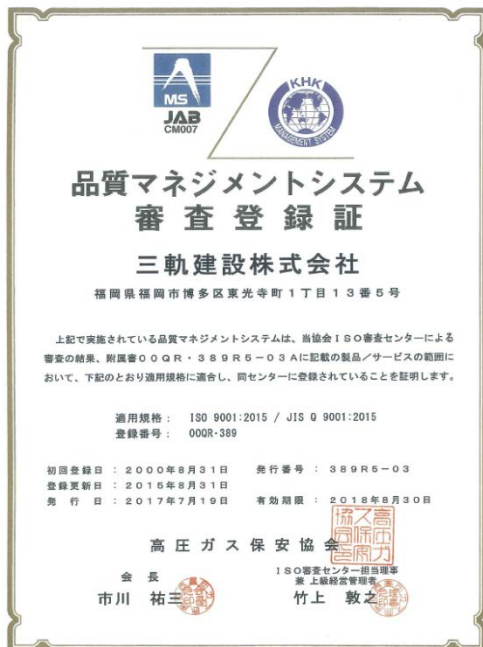 MS
JAB
CM007
KHK
MANAGEMENT SYSTEM
品質マネジメントシステム
審査登録証
三軌建設株式会社
福岡県福岡市博多区東光寺町1丁目13番5号
上記で実施されている品質マネジメントシステムは、当協会ISO審査センターによる
審査の結果、附属書00QR・389R5-03Aに記載の製品/サービスの範囲に
おいて、下記のとおり適用規格に適合し、同センターに登録されていることを証明します。
適用規格: ISO 9001:2015 / JIS Q 9001:2015
登録番号: 00QR・389
初回登録日:2000年8月31日 発行番号:389R5-03
登録更新日:2015年8月31日
発行日:2017年7月19日 有効期限:2018年8月30日
高圧ガス保安協会
会長
市川 祐三
ISO審査センター担当理事
兼 上級経営管理者
竹上 敦之